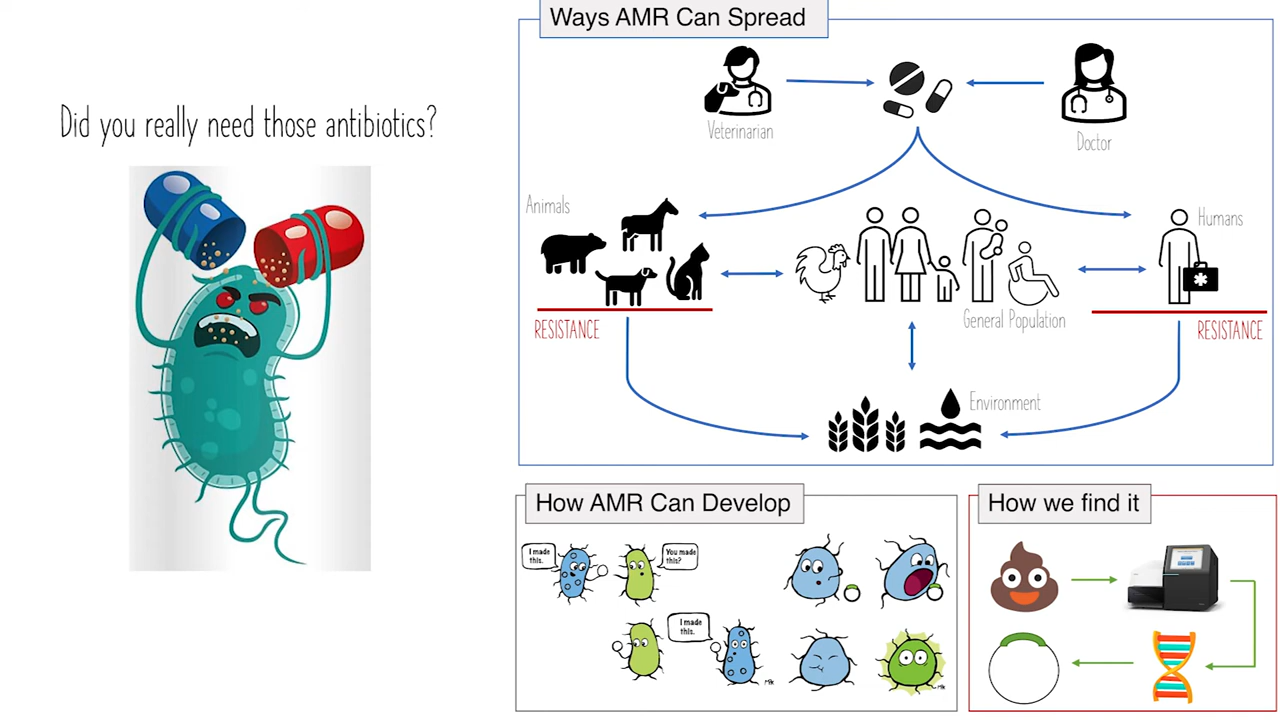 Did you really need those antibiotics?
Ways AMR Can Spread
Veterinarian
Doctor
Animals
Humans
General Population
RESISTANCE
RESISTANCE
Environment
How AMR Can Develop
I made
this.
You made
this?
I made
this.
How we find it